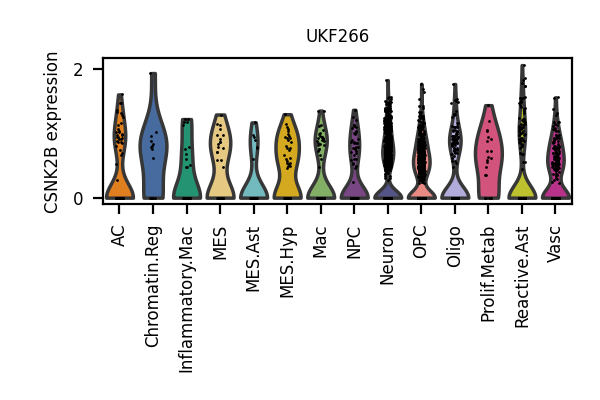 UKF266
CSNK2B expression
2
0
AC
Chromatin.Reg
Inflammatory.Mac
MES
MES.Ast
MES.Hyp
Mac
NPC
Neuron
OPC
Oligo
Prolif.Metab
Reactive.Ast
Vasc